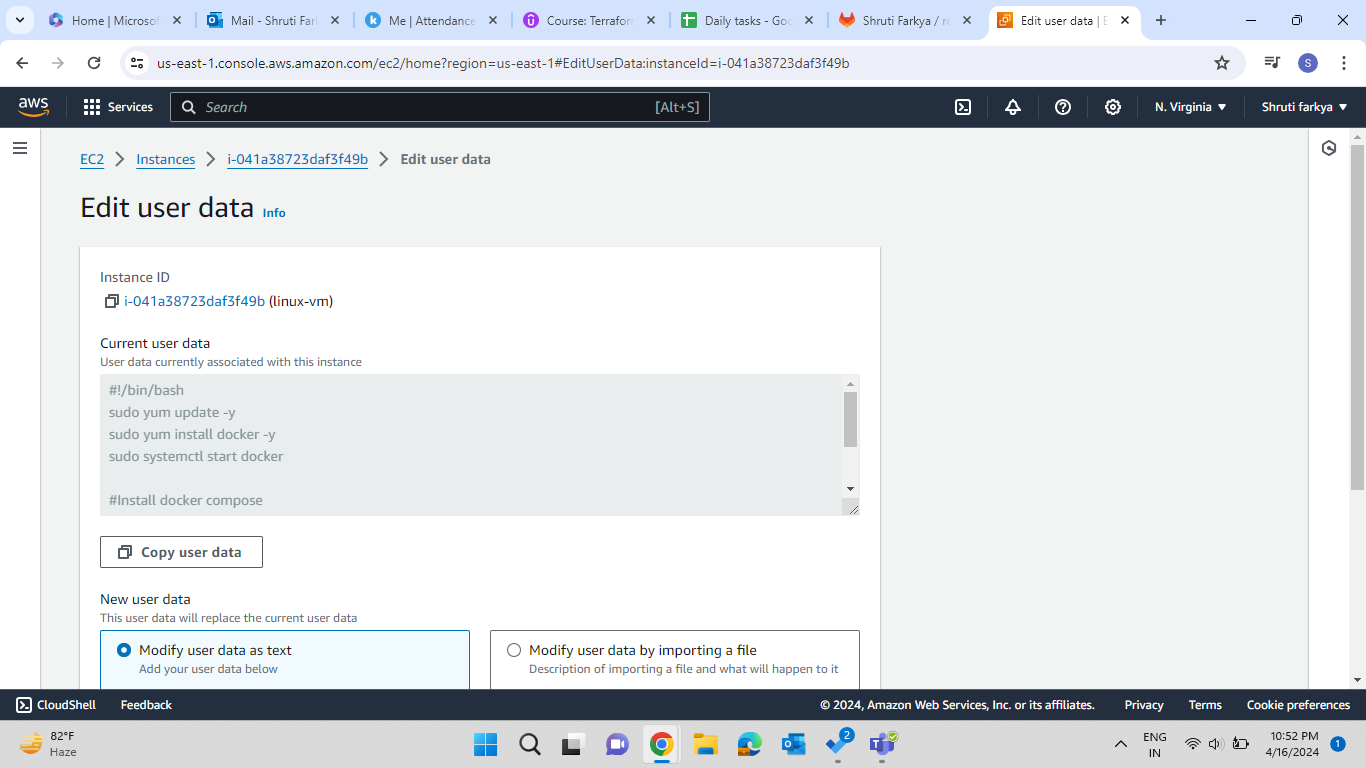 Home | Microsof
Mail - Shruti Far
Me | Attendance
Course: Terraform
Daily tasks - Goo
Shruti Farkya / re
Edit user data | E
us-east-1.console.aws.amazon.com/ec2/home?region=us-east-1#EditUserData:instanceId=i-041a38723daf3f49b
S
aws
Services
Search
[Alt+S]
N. Virginia
Shruti farkya
EC2 > Instances > i-041a38723daf3f49b > Edit user data
Edit user data Info
Instance ID
i-041a38723daf3f49b (linux-vm)
Current user data
User data currently associated with this instance
#!/bin/bash
sudo yum update -y
sudo yum install docker -y
sudo systemctl start docker
#Install docker compose
Copy user data
New user data
This user data will replace the current user data
Modify user data as text
Add your user data below
Modify user data by importing a file
Description of importing a file and what will happen to it
CloudShell
Feedback
© 2024, Amazon Web Services, Inc. or its affiliates.
Privacy
Terms
Cookie preferences
82°F
Haze
2
ENG
IN
10:52 PM
4/16/2024
1